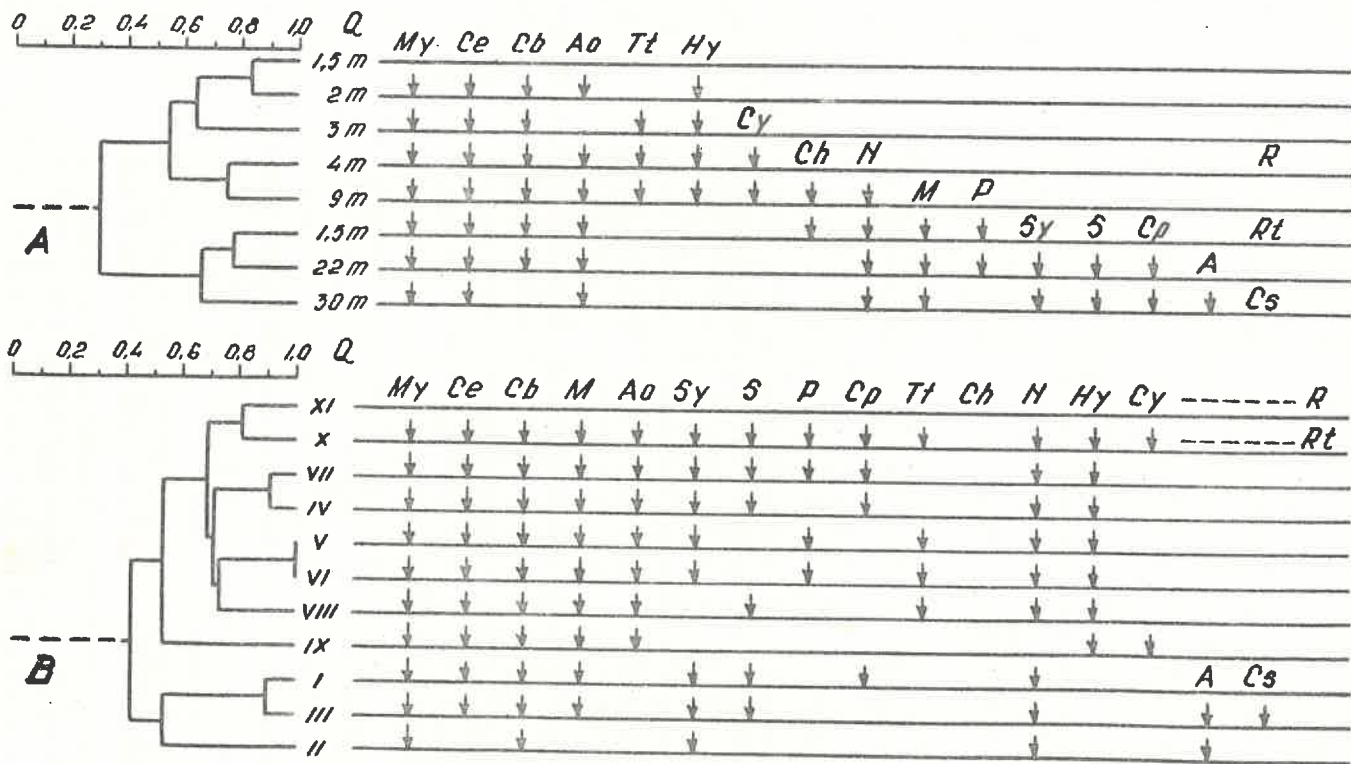 0 0.2 0.4 0.6 0.8 1.0 Q
My Ce Cb Ao Tt Hy
1,5 m
2 m
3 m Cy
4 m Ch N R
9 m M P
1,5 m Sy S Cp Rt
22 m A
30 m Cs
A
0 0.2 0.4 0.6 0.8 1.0 Q
My Ce Cb M Ao Sy S P Cp Tt Ch N Hy Cy R
XI
X Rt
VII
IV
V
VI
VIII
IX
B
I A Cs
III
II